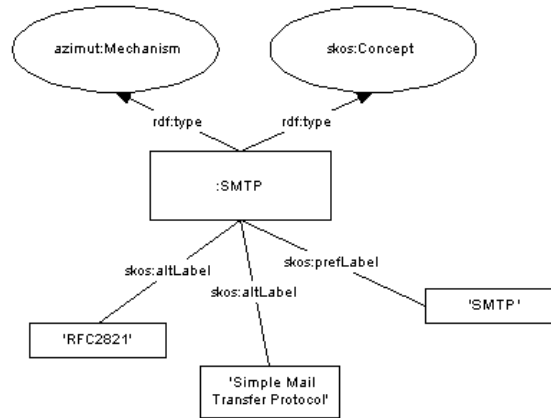 azimut:Mechanism
skos:Concept
rdf:type
rdf:type
:SMTP
skos:altLabel
skos:altLabel
skos:prefLabel
'RFC2821'
'Simple Mail
Transfer Protocol'
'SMTP'